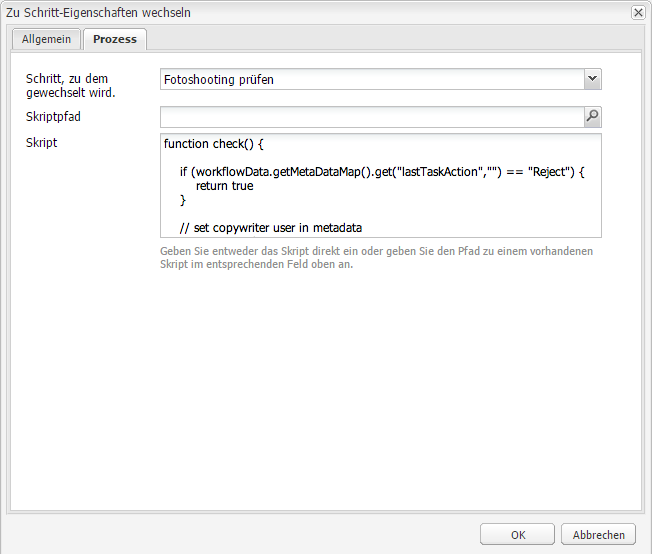 Zu Schritt-Eigenschaften wechseln
Allgemein
Prozess
Schritt, zu dem
gewechselt wird.
Fotoshooting prüfen
Skriptpfad
Skript
function check() {
if (workflowData.getMetaDataMap().get("lastTaskAction","") == "Reject") {
return true
}
// set copywriter user in metadata
Geben Sie entweder das Skript direkt ein oder geben Sie den Pfad zu einem vorhandenen
Skript im entsprechenden Feld oben an.
OK
Abbrechen